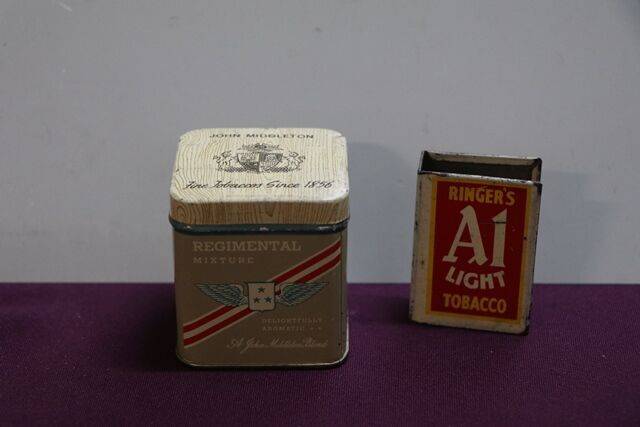 JOHN MIDDLETON
Fine Tobaccos Since 1856
REGIMENTAL
MIXTURE
DELIGHTFULLY
AROMATIC
A John Middleton Blend
RINGER'S
A1
LIGHT
TOBACCO